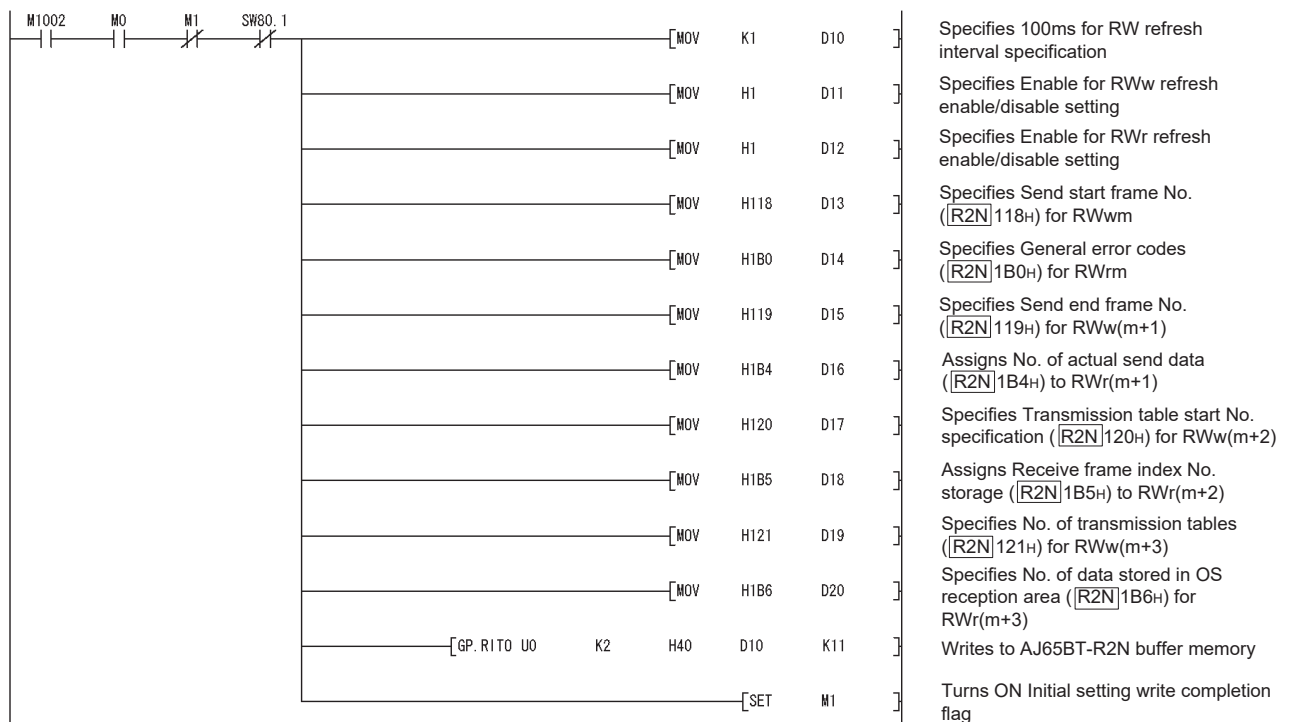 M1002 M0 M1 SW80.1
MOV K1 D10
Specifies 100ms for RW refresh
interval specification
MOV H1 D11
Specifies Enable for RWw refresh
enable/disable setting
MOV H1 D12
Specifies Enable for RWr refresh
enable/disable setting
MOV H118 D13
Specifies Send start frame No.
(R2N 118H) for RWwm
MOV H1B0 D14
Specifies General error codes
(R2N 1B0H) for RWrm
MOV H119 D15
Specifies Send end frame No.
(R2N 119H) for RWw(m+1)
MOV H1B4 D16
Assigns No. of actual send data
(R2N 1B4H) to RWr(m+1)
MOV H120 D17
Specifies Transmission table start No.
specification (R2N 120H) for RWw(m+2)
MOV H1B5 D18
Assigns Receive frame index No.
storage (R2N 1B5H) to RWr(m+2)
MOV H121 D19
Specifies No. of transmission tables
(R2N 121H) for RWw(m+3)
MOV H1B6 D20
Specifies No. of data stored in OS
reception area (R2N 1B6H) for
RWr(m+3)
GP.RITO U0 K2 H40 D10 K11
Writes to AJ65BT-R2N buffer memory
SET M1
Turns ON Initial setting write completion
flag